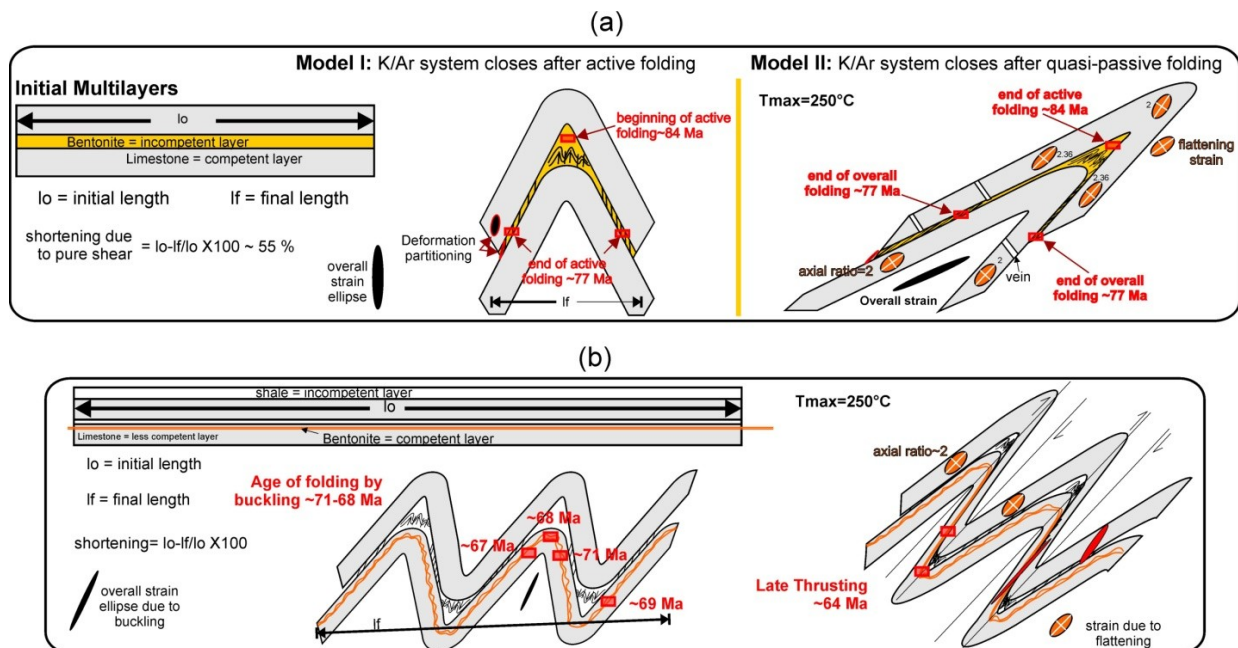 (a)
Model I: K/Ar system closes after active folding
Model II: K/Ar system closes after quasi-passive folding
Initial Multilayers
lo
Bentonite = incompetent layer
Limestone = competent layer
lo = initial length
lf = final length
shortening due
to pure shear
= lo-lf/lo X100 ~ 55 %
overall
strain
ellipse
beginning of active
folding~84 Ma
Deformation
partitioning
end of active
folding ~77 Ma
lf
Tmax=250°C
end of active
folding ~84 Ma
2
flattening
strain
2.36
end of overall
folding ~77 Ma
2.36
axial ratio=2
2
vein
Overall strain
end of overall
folding ~77 Ma
(b)
shale = incompetent layer
lo
Limestone = less competent layer
Bentonite = competent layer
lo = initial length
lf = final length
shortening= lo-lf/lo X100
overall strain
ellipse due to
buckling
Age of folding by
buckling ~71-68 Ma
~68 Ma
~67 Ma
~71 Ma
~69 Ma
lf
Tmax=250°C
axial ratio~2
Late Thrusting
~64 Ma
strain due to
flattening